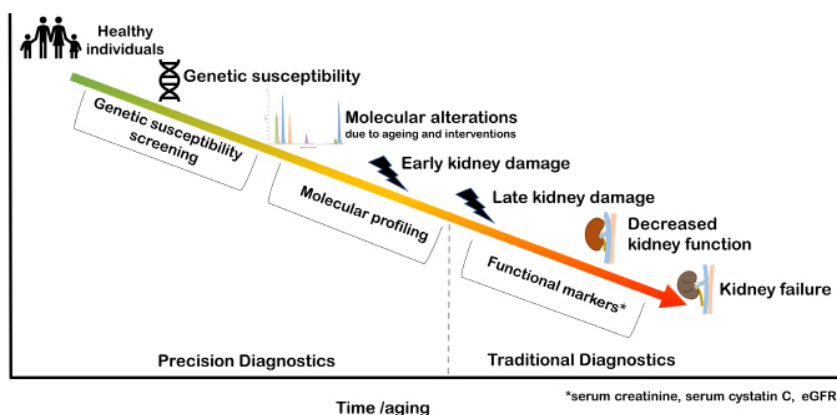 Healthy
individuals
Genetic susceptibility
Genetic susceptibility
screening
Molecular alterations
due to ageing and interventions
Early kidney damage
Molecular profiling
Late kidney damage
Decreased
kidney function
Functional markers*
Kidney failure
Precision Diagnostics
Traditional Diagnostics
*serum creatinine, serum cystatin C, eGFR
Time /aging